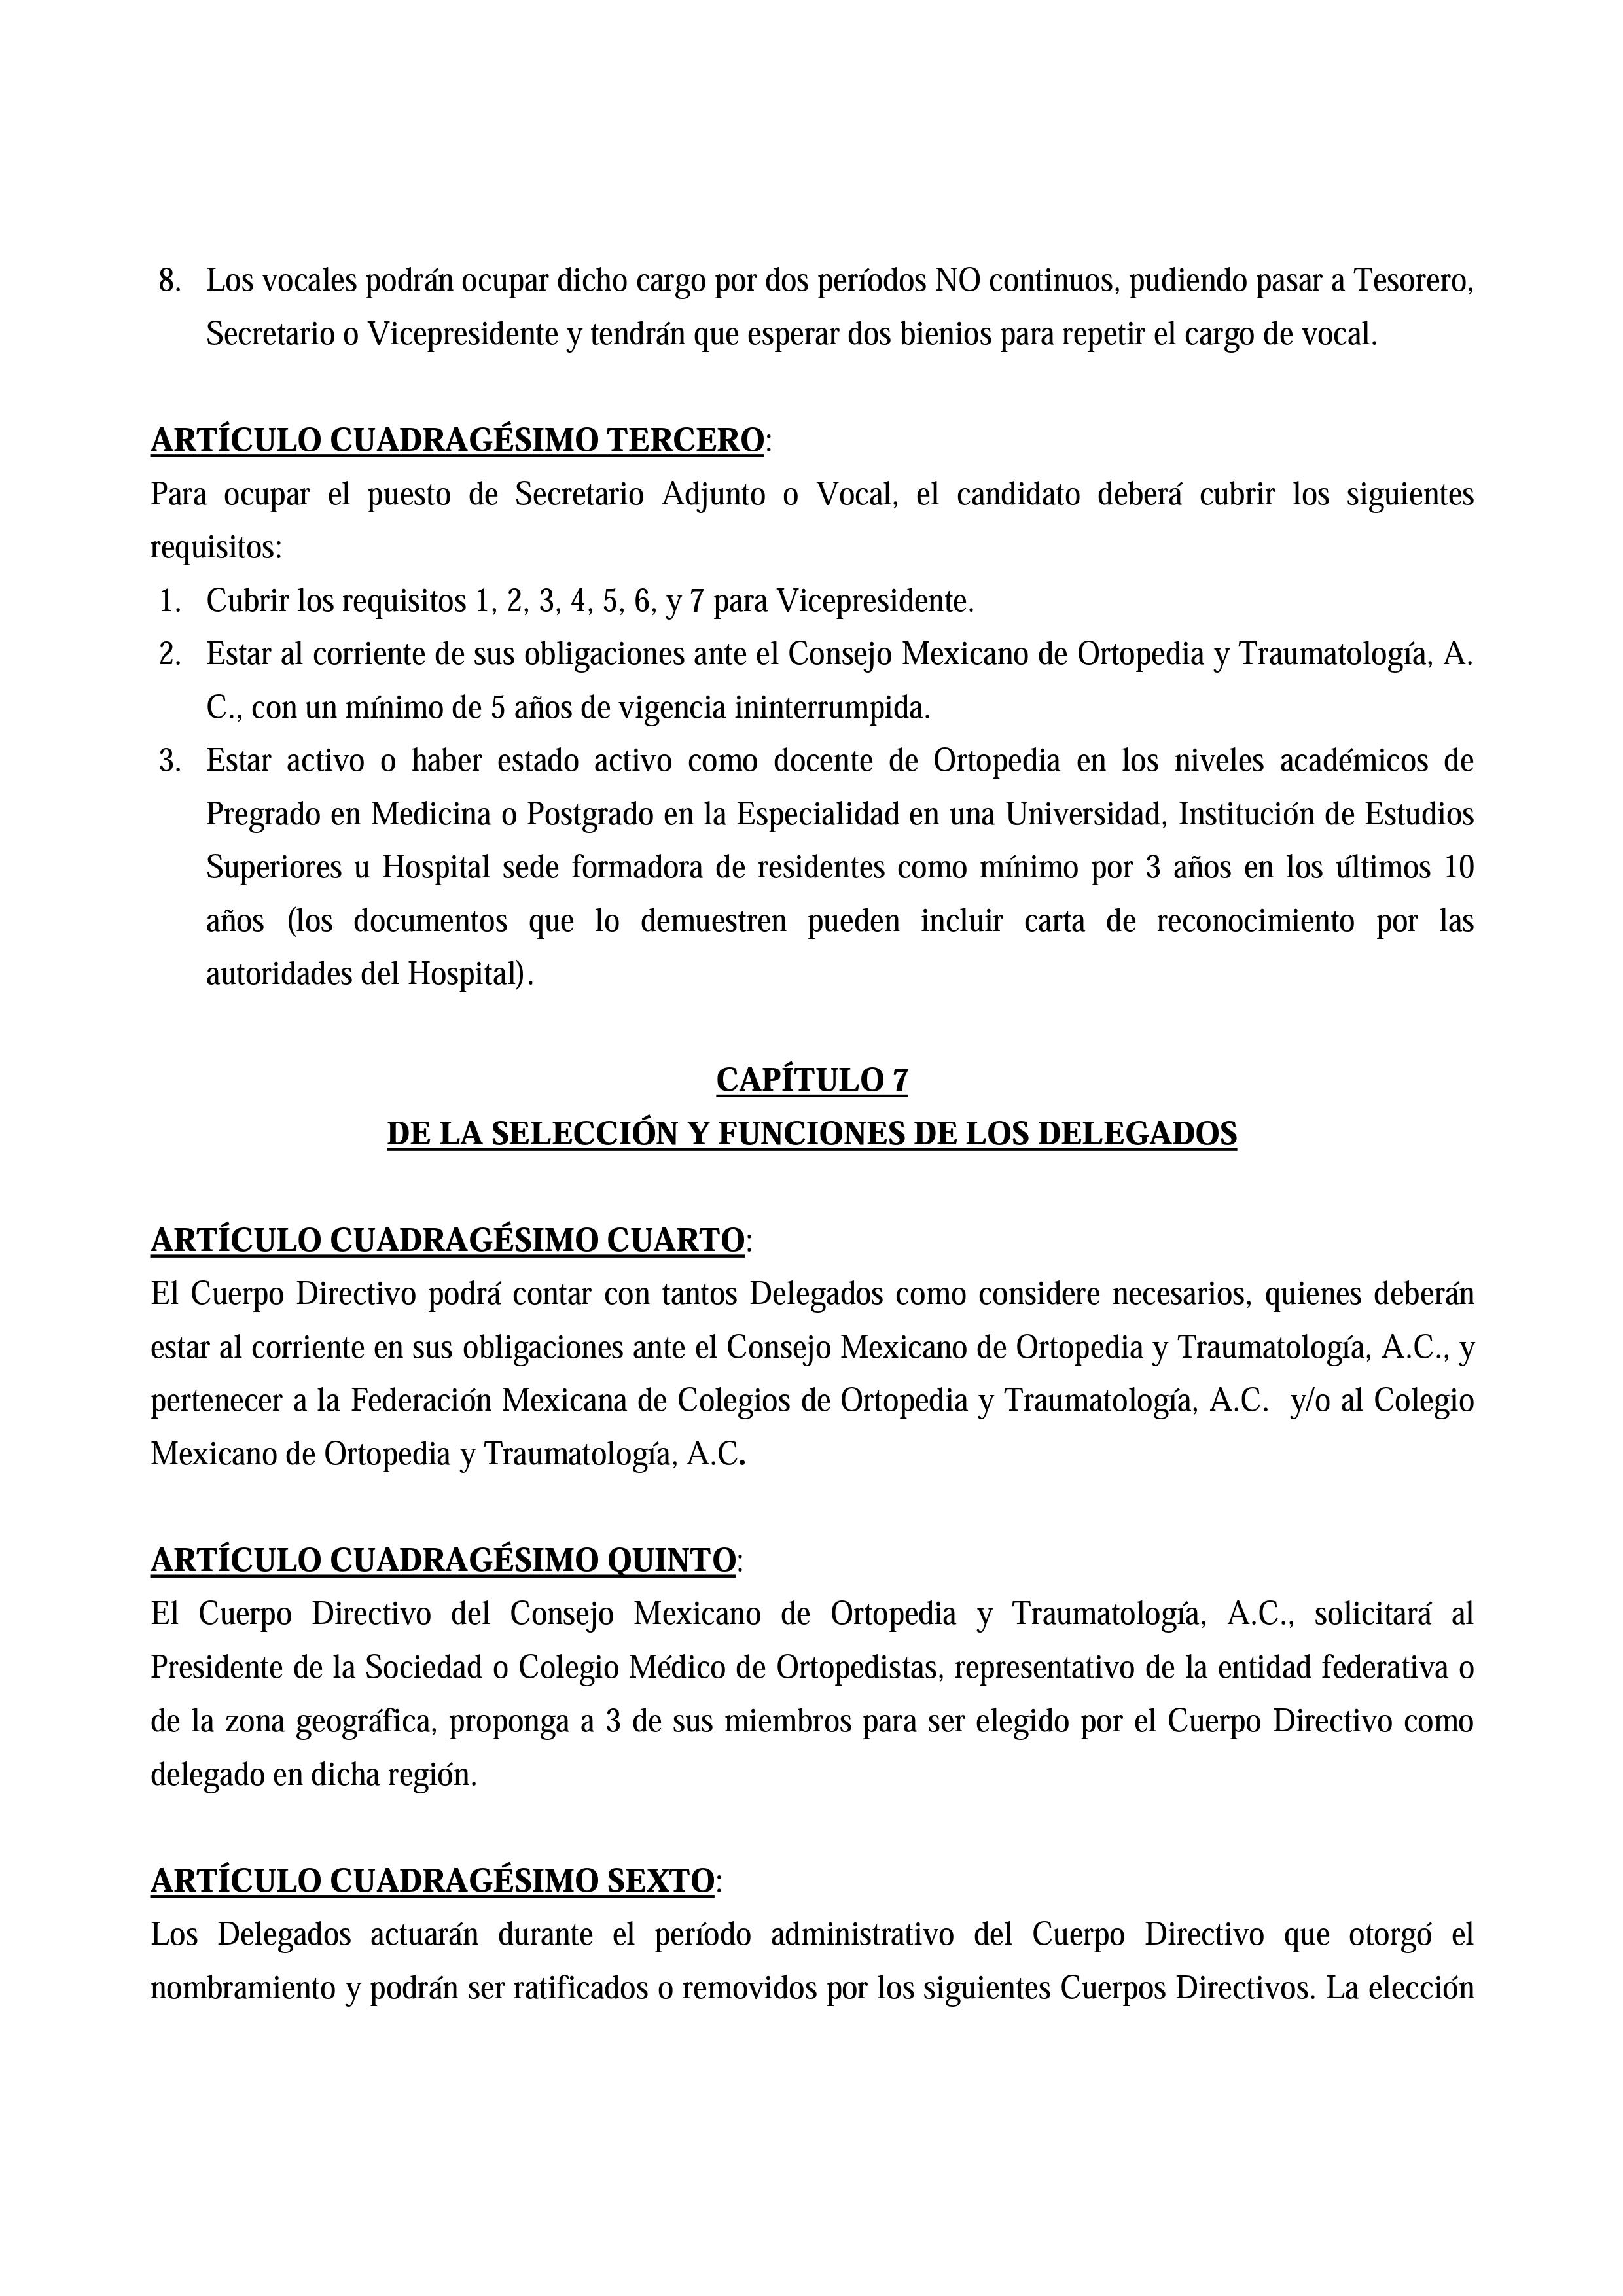 8. Los vocales podrán ocupar dicho cargo por dos períodos NO continuos, pudiendo pasar a Tesorero,
Secretario o Vicepresidente y tendrán que esperar dos bienios para repetir el cargo de vocal.
ARTÍCULO CUADRAGÉSIMO TERCERO:
Para ocupar el puesto de Secretario Adjunto o Vocal, el candidato deberá cubrir los siguientes
requisitos:
1. Cubrir los requisitos 1, 2, 3, 4, 5, 6, y 7 para Vicepresidente.
2. Estar al corriente de sus obligaciones ante el Consejo Mexicano de Ortopedia y Traumatología, A.
C., con un mínimo de 5 años de vigencia ininterrumpida.
3. Estar activo o haber estado activo como docente de Ortopedia en los niveles académicos de
Pregrado en Medicina o Postgrado en la Especialidad en una Universidad, Institución de Estudios
Superiores u Hospital sede formadora de residentes como mínimo por 3 años en los últimos 10
años (los documentos que lo demuestren pueden incluir carta de reconocimiento por las
autoridades del Hospital).
CAPÍTULO 7
DE LA SELECCIÓN Y FUNCIONES DE LOS DELEGADOS
ARTÍCULO CUADRAGÉSIMO CUARTO:
El Cuerpo Directivo podrá contar con tantos Delegados como considere necesarios, quienes deberán
estar al corriente en sus obligaciones ante el Consejo Mexicano de Ortopedia y Traumatología, A.C., y
pertenecer a la Federación Mexicana de Colegios de Ortopedia y Traumatología, A.C. y/o al Colegio
Mexicano de Ortopedia y Traumatología, A.C.
ARTÍCULO CUADRAGÉSIMO QUINTO:
El Cuerpo Directivo del Consejo Mexicano de Ortopedia y Traumatología, A.C., solicitará al
Presidente de la Sociedad o Colegio Médico de Ortopedistas, representativo de la entidad federativa o
de la zona geográfica, proponga a 3 de sus miembros para ser elegido por el Cuerpo Directivo como
delegado en dicha región.
ARTÍCULO CUADRAGÉSIMO SEXTO:
Los Delegados actuarán durante el período administrativo del Cuerpo Directivo que otorgó el
nombramiento y podrán ser ratificados o removidos por los siguientes Cuerpos Directivos. La elección